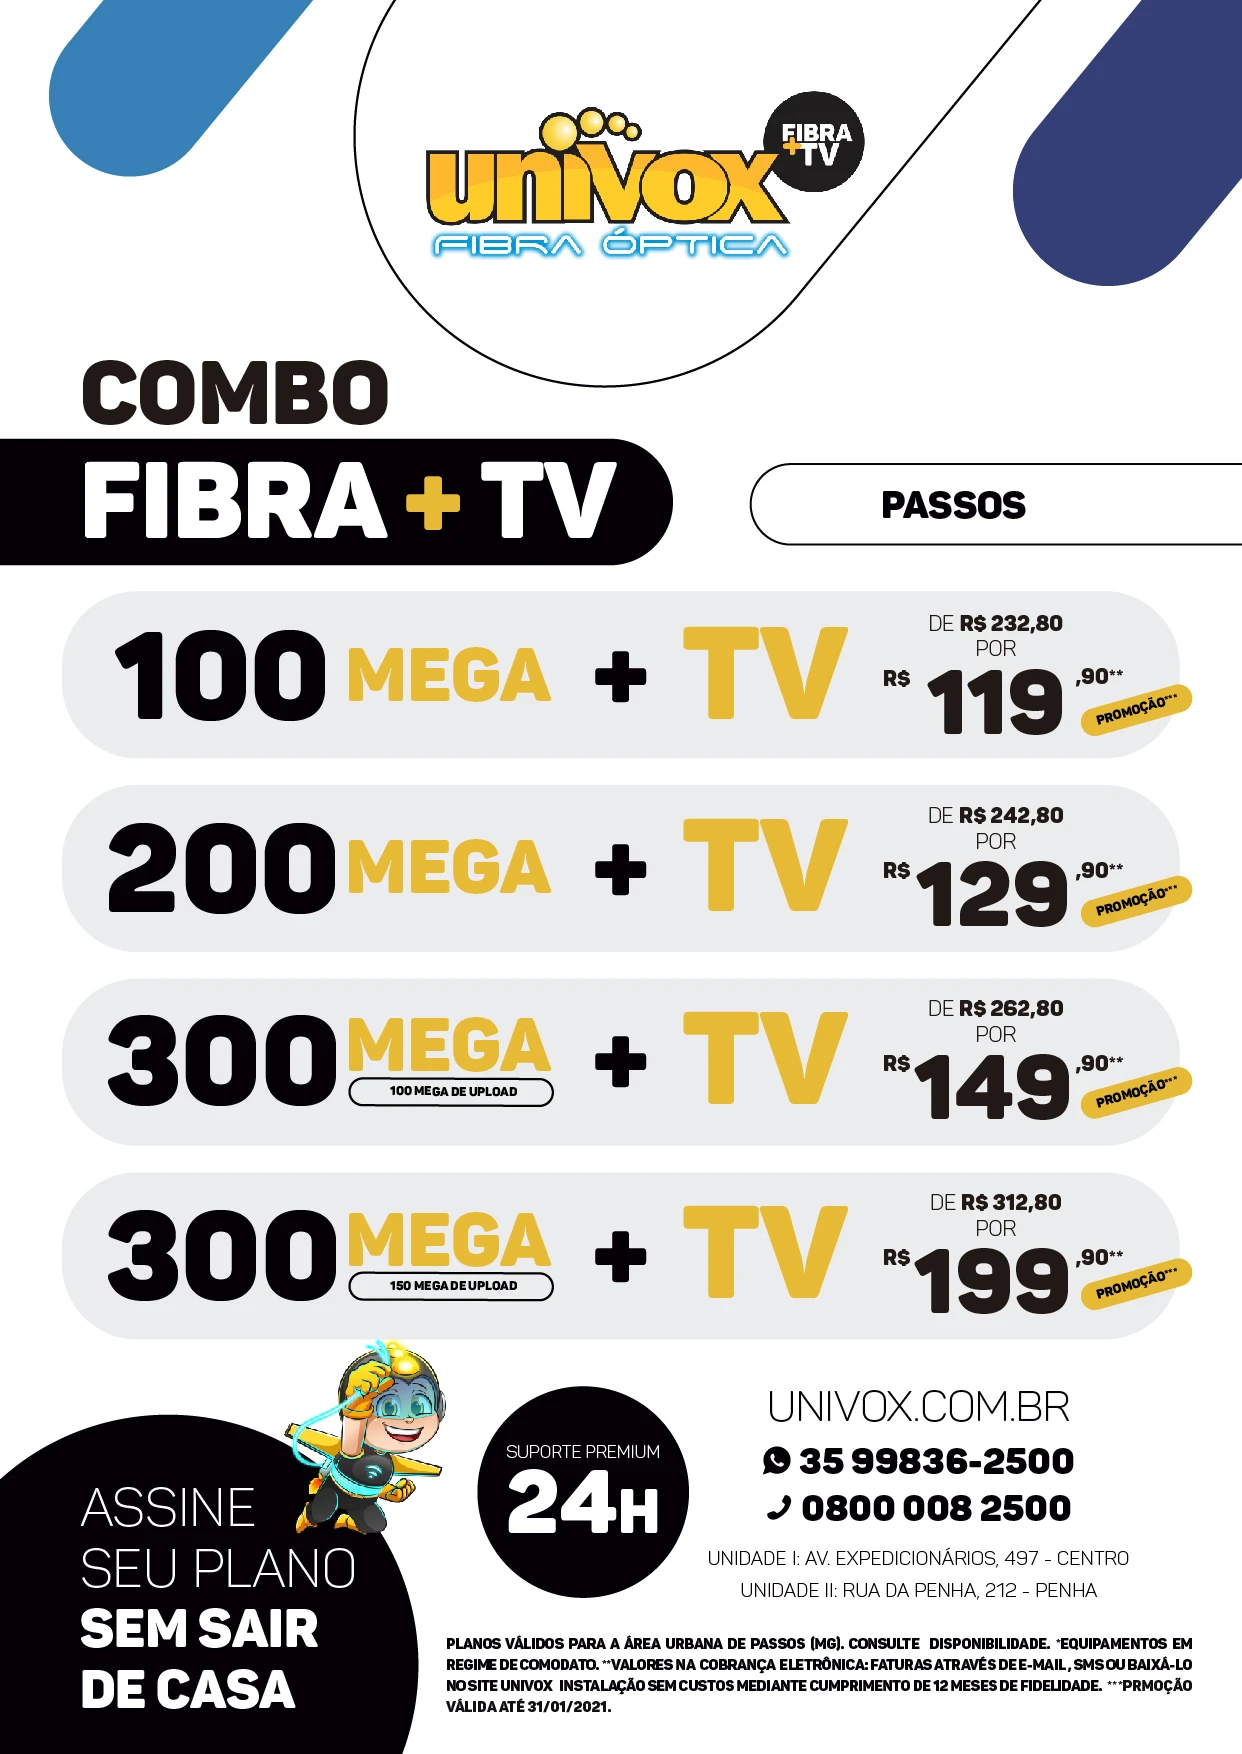 univox
FIBRA
+TV
FIBRA ÓPTICA
COMBO
FIBRA + TV
PASSOS
100 MEGA + TV
DE R$ 232,80
POR
R$ 119,90**
PROMOÇÃO***
200 MEGA + TV
DE R$ 242,80
POR
R$ 129,90**
PROMOÇÃO***
300 MEGA + TV
100 MEGA DE UPLOAD
DE R$ 262,80
POR
R$ 149,90**
PROMOÇÃO***
300 MEGA + TV
150 MEGA DE UPLOAD
DE R$ 312,80
POR
R$ 199,90**
PROMOÇÃO***
ASSINE
SEU PLANO
SEM SAIR
DE CASA
SUPORTE PREMIUM
24H
UNIVOX.COM.BR
35 99836-2500
0800 008 2500
UNIDADE I: AV. EXPEDICIONÁRIOS, 497 - CENTRO
UNIDADE II: RUA DA PENHA, 212 - PENHA
PLANOS VÁLIDOS PARA A ÁREA URBANA DE PASSOS (MG). CONSULTE DISPONIBILIDADE. *EQUIPAMENTOS EM
REGIME DE COMODATO. **VALORES NA COBRANÇA ELETRÔNICA: FATURAS ATRAVÉS DE E-MAIL , SMS OU BAIXÁ-LO
NO SITE UNIVOX INSTALAÇÃO SEM CUSTOS MEDIANTE CUMPRIMENTO DE 12 MESES DE FIDELIDADE. ***PRMOÇÃO
VÁLIDA ATÉ 31/01/2021.